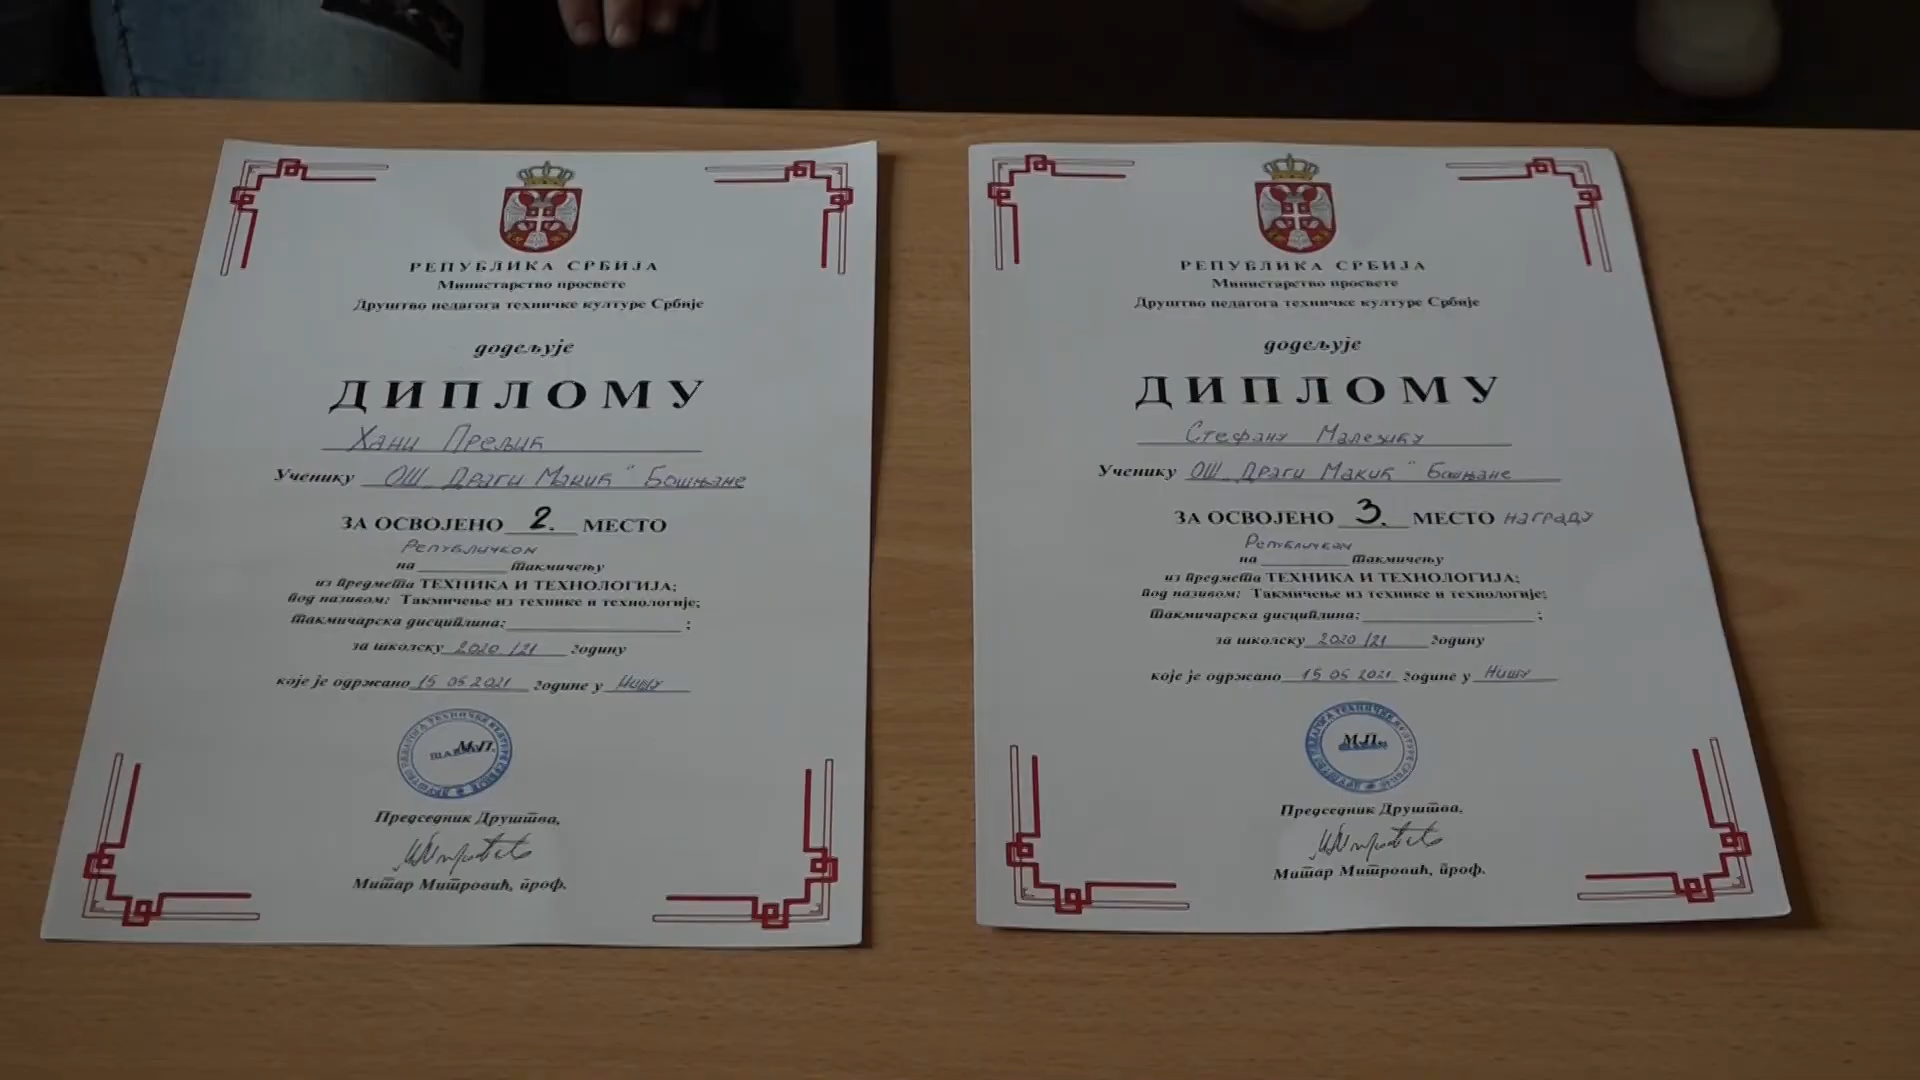 РЕПУБЛИКА СРБИЈА
Министарство просвете
Друштво педагога техничке културе Србије
додељује
ДИПЛОМУ
Хани Прељић
Ученику ОШ „Драги Макић" Бошњане
ЗА ОСВОЈЕНО 2. МЕСТО
Републичком
на такмичењу
из предмета ТЕХНИКА И ТЕХНОЛОГИЈА;
под називом: Такмичење из технике и технологије;
такмичарска дисциплина: ;
за школску 2020/21 годину
које је одржано 15 05 2021 године у Нишу
М.П.
Председник Друштва,
Митар Митровић, проф.
РЕПУБЛИКА СРБИЈА
Министарство просвете
Друштво педагога техничке културе Србије
додељује
ДИПЛОМУ
Стефану Малезићу
Ученику ОШ „Драги Макић" Бошњане
ЗА ОСВОЈЕНО 3. МЕСТО награду
Републичком
на такмичењу
из предмета ТЕХНИКА И ТЕХНОЛОГИЈА;
под називом: Такмичење из технике и технологије;
такмичарска дисциплина: ;
за школску 2020/21 годину
које је одржано 15 05 2021 године у Нишу
М.П.
Председник Друштва,
Митар Митровић, проф.